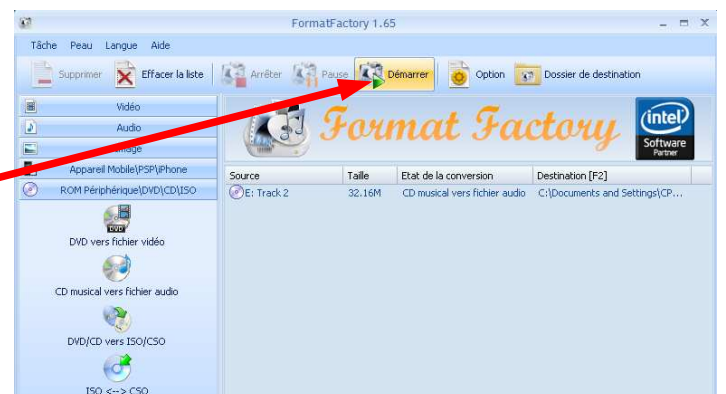 FormatFactory 1.65
Tâche Peau Langue Aide
Supprimer Effacer la liste Arrêter Pause Démarrer Option Dossier de destination
Vidéo
Audio
Appareil Mobile\PSP\iPhone
ROM Périphérique\DVD\CD\ISO
DVD
DVD vers fichier vidéo
CD musical vers fichier audio
DVD/CD vers ISO/CSO
ISO <--> CSO
Format Factory
intel
Software
Partner
Source Taille Etat de la conversion Destination [F2]
E: Track 2 32.16M CD musical vers fichier audio C:\Documents and Settings\CP...